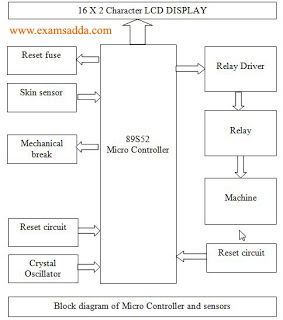 16 X 2 Character LCD DISPLAY
www.examsadda.com
Reset fuse
Skin sensor
Mechanical
break
89S52
Micro Controller
Relay Driver
Relay
Machine
Reset circuit
Reset circuit
Crystal
Oscillator
Block diagram of Micro Controller and sensors